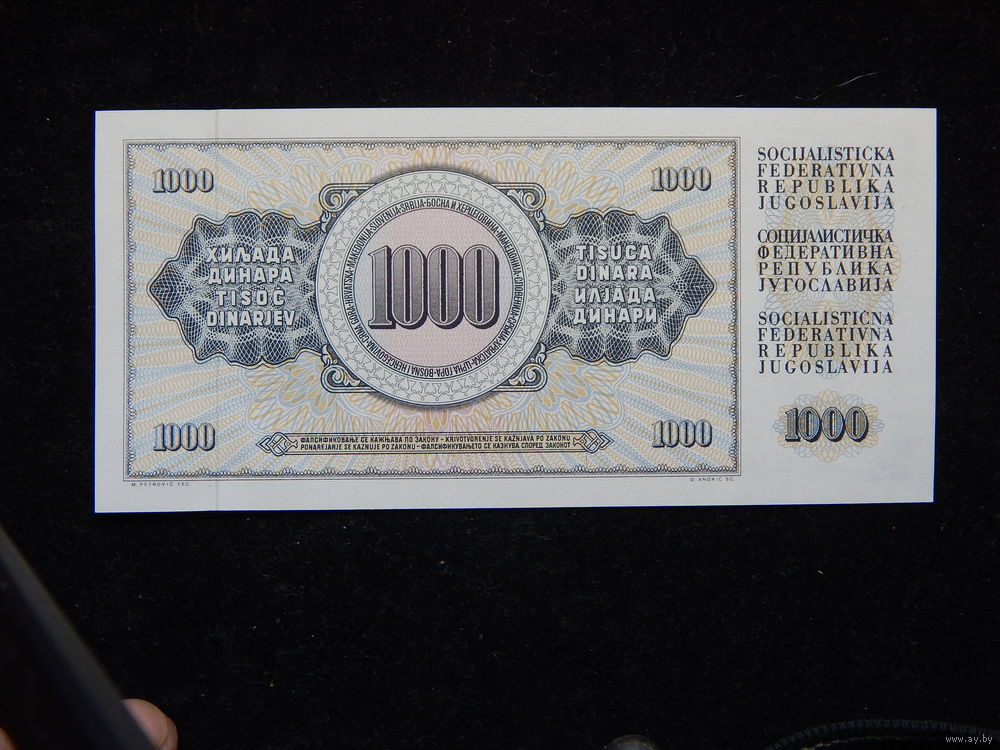 1000
1000
ХИЉАДА
ДИНАРА
TISOČ
DINARJEV
1000
TISUĆA
DINARA
ИЛЈАДА
ДИНАРИ
1000
1000
ФАЛСИФИКОВАЊЕ СЕ КАЖЊАВА ПО ЗАКОНУ - KRIVOTVORENJE SE KAŽNJAVA PO ZAKONU
PONAREJANJE SE KAZNUJE PO ZAKONU - ФАЛСИФИКУВАЊЕТО СЕ КАЗНУВА СПОРЕД ЗАКОНОТ
M. PETROVIĆ FEC.
D. ANDRIĆ SC.
SOCIJALISTIČKA
FEDERATIVNA
REPUBLIKA
JUGOSLAVIJA
СОЦИЈАЛИСТИЧКА
ФЕДЕРАТИВНА
РЕПУБЛИКА
ЈУГОСЛАВИЈА
SOCIALISTIČNA
FEDERATIVNA
REPUBLIKA
JUGOSLAVIJA
1000
www.ay.by